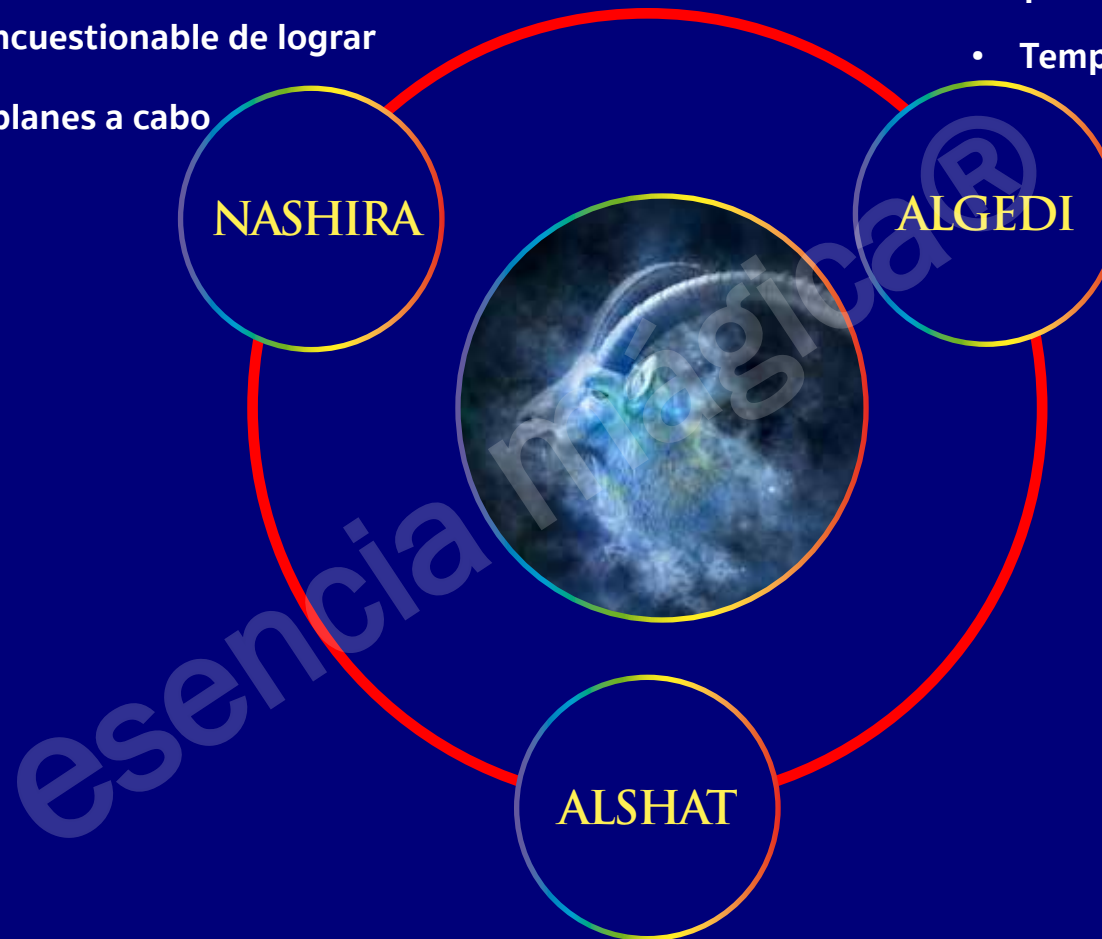 ncuestionable de lograr
• Temp
planes a cabo
NASHIRA
ALGEDI
esencia mágica®
ALSHAT